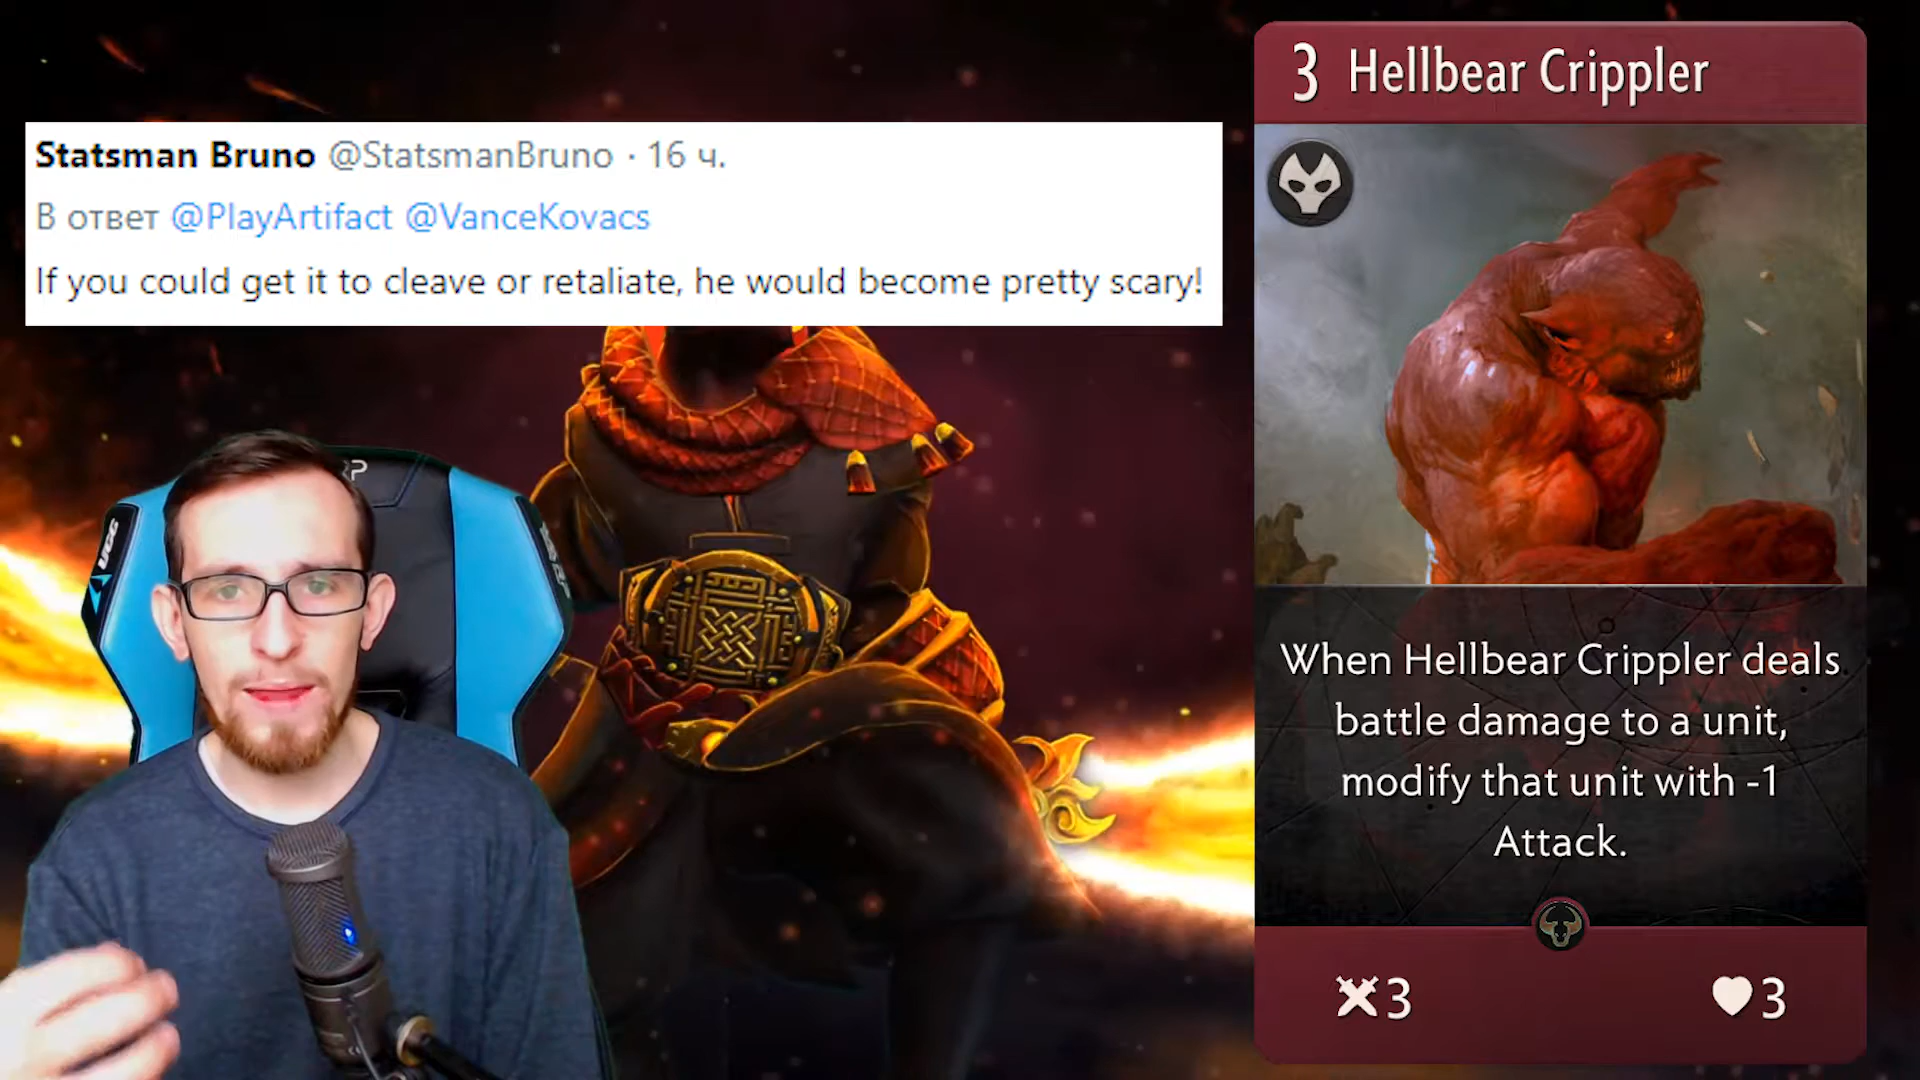 Statsman Bruno @StatsmanBruno · 16 ч.
В ответ @PlayArtifact @VanceKovacs
If you could get it to cleave or retaliate, he would become pretty scary!
3 Hellbear Crippler
When Hellbear Crippler deals
battle damage to a unit,
modify that unit with -1
Attack.
3
3